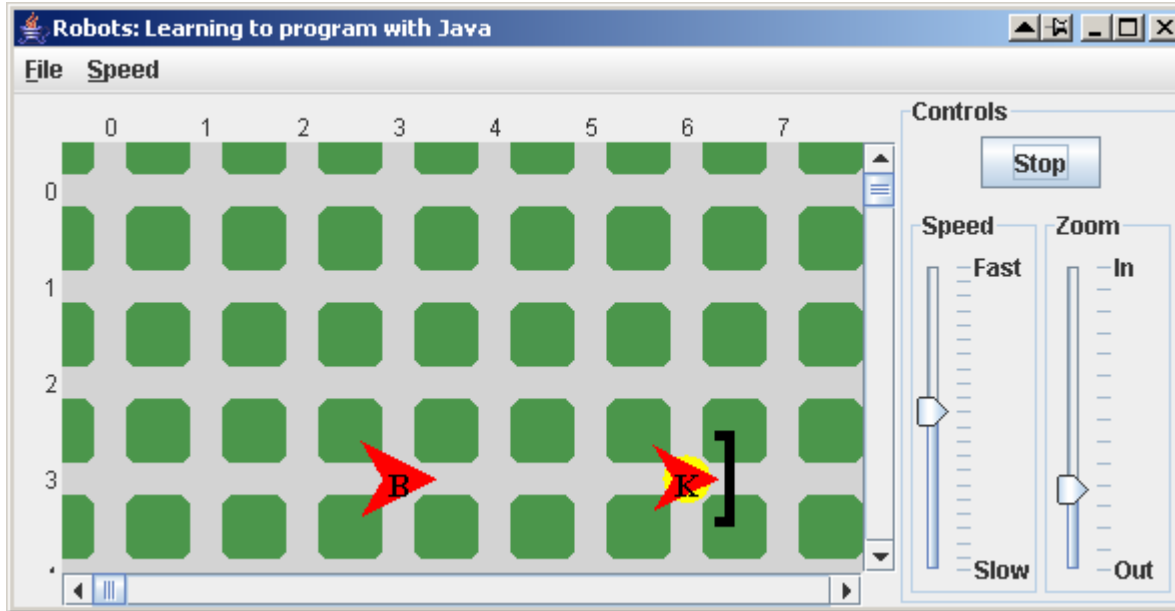 Robots: Learning to program with Java
File Speed
Controls
0 1 2 3 4 5 6 7
Stop
0
Speed Zoom
Fast In
1
2
3
B K
Slow Out